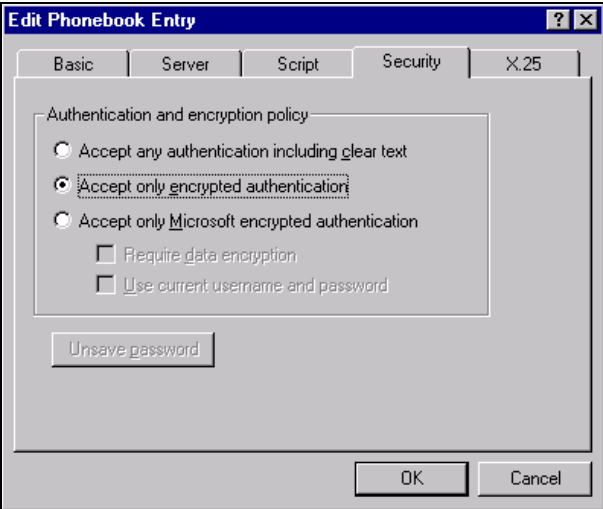 Edit Phonebook Entry
Basic Server Script Security X.25
Authentication and encryption policy
Accept any authentication including clear text
Accept only encrypted authentication
Accept only Microsoft encrypted authentication
Require data encryption
Use current username and password
Unsave password
OK Cancel